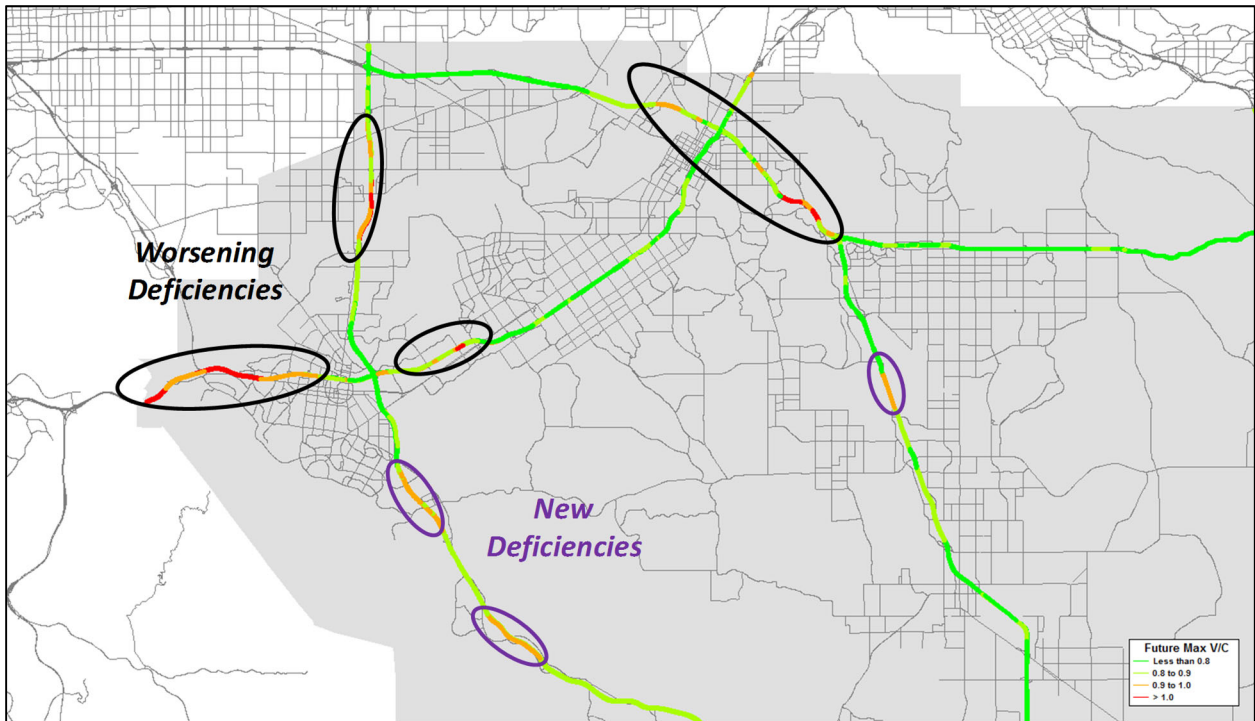 Worsening
Deficiencies
New
Deficiencies
Future Max V/C
Less than 0.8
0.8 to 0.9
0.9 to 1.0
> 1.0